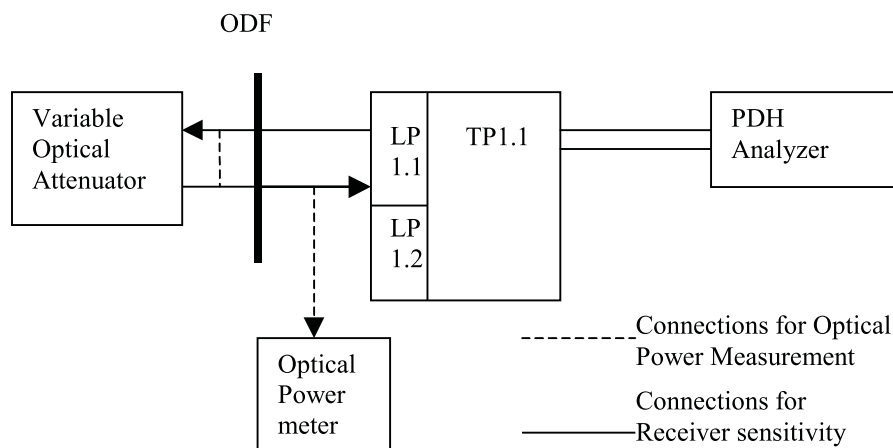 ODF
Variable
Optical
Attenuator
LP
1.1
TP1.1
PDH
Analyzer
LP
1.2
Optical
Power
meter
Connections for Optical
Power Measurement
Connections for
Receiver sensitivity